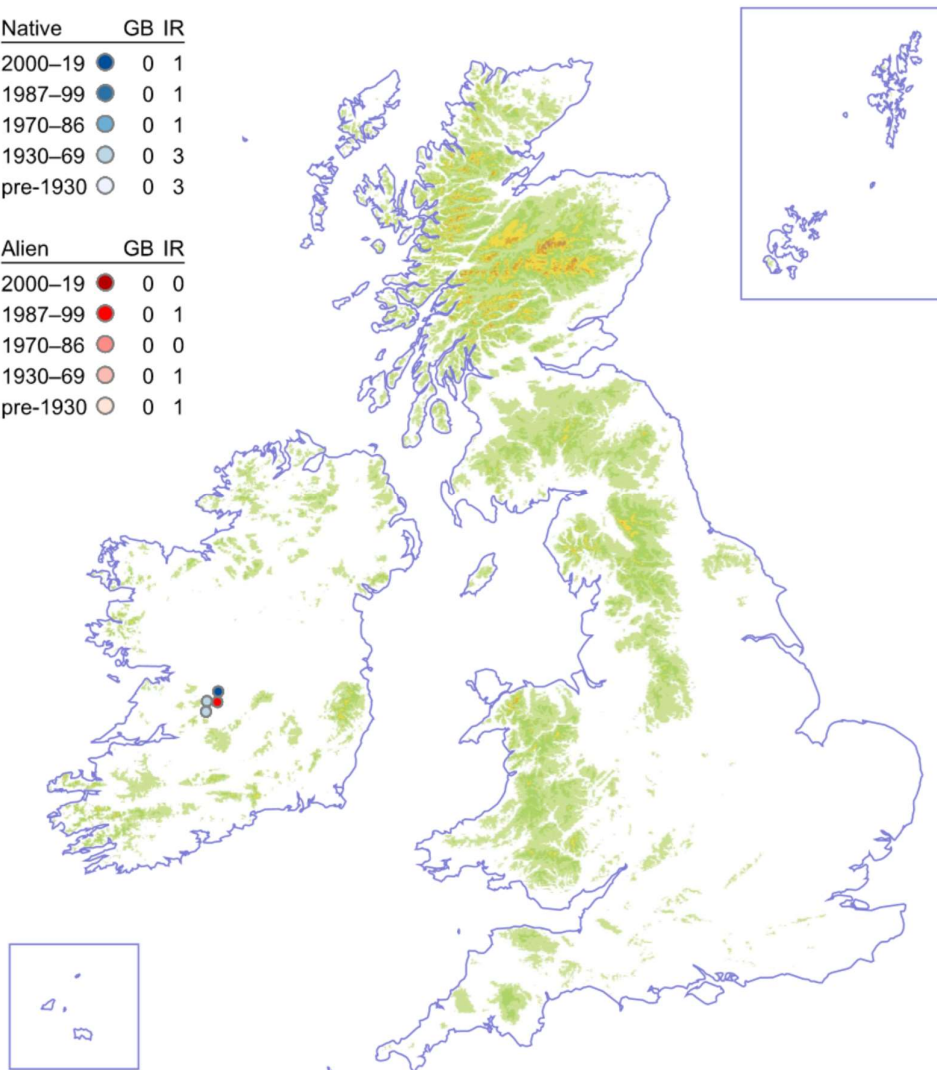 Native GB IR
2000–19 0 1
1987–99 0 1
1970–86 0 1
1930–69 0 3
pre-1930 0 3
Alien GB IR
2000–19 0 0
1987–99 0 1
1970–86 0 0
1930–69 0 1
pre-1930 0 1